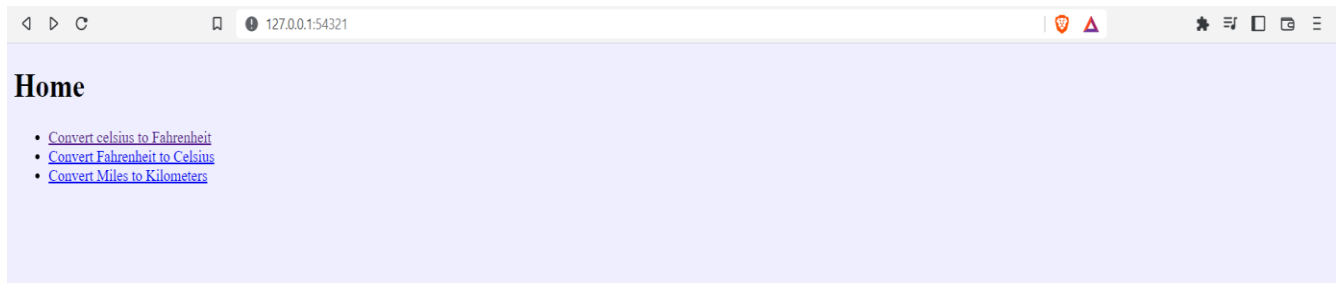 127.0.0.1:54321
Home
Convert celsius to Fahrenheit
Convert Fahrenheit to Celsius
Convert Miles to Kilometers